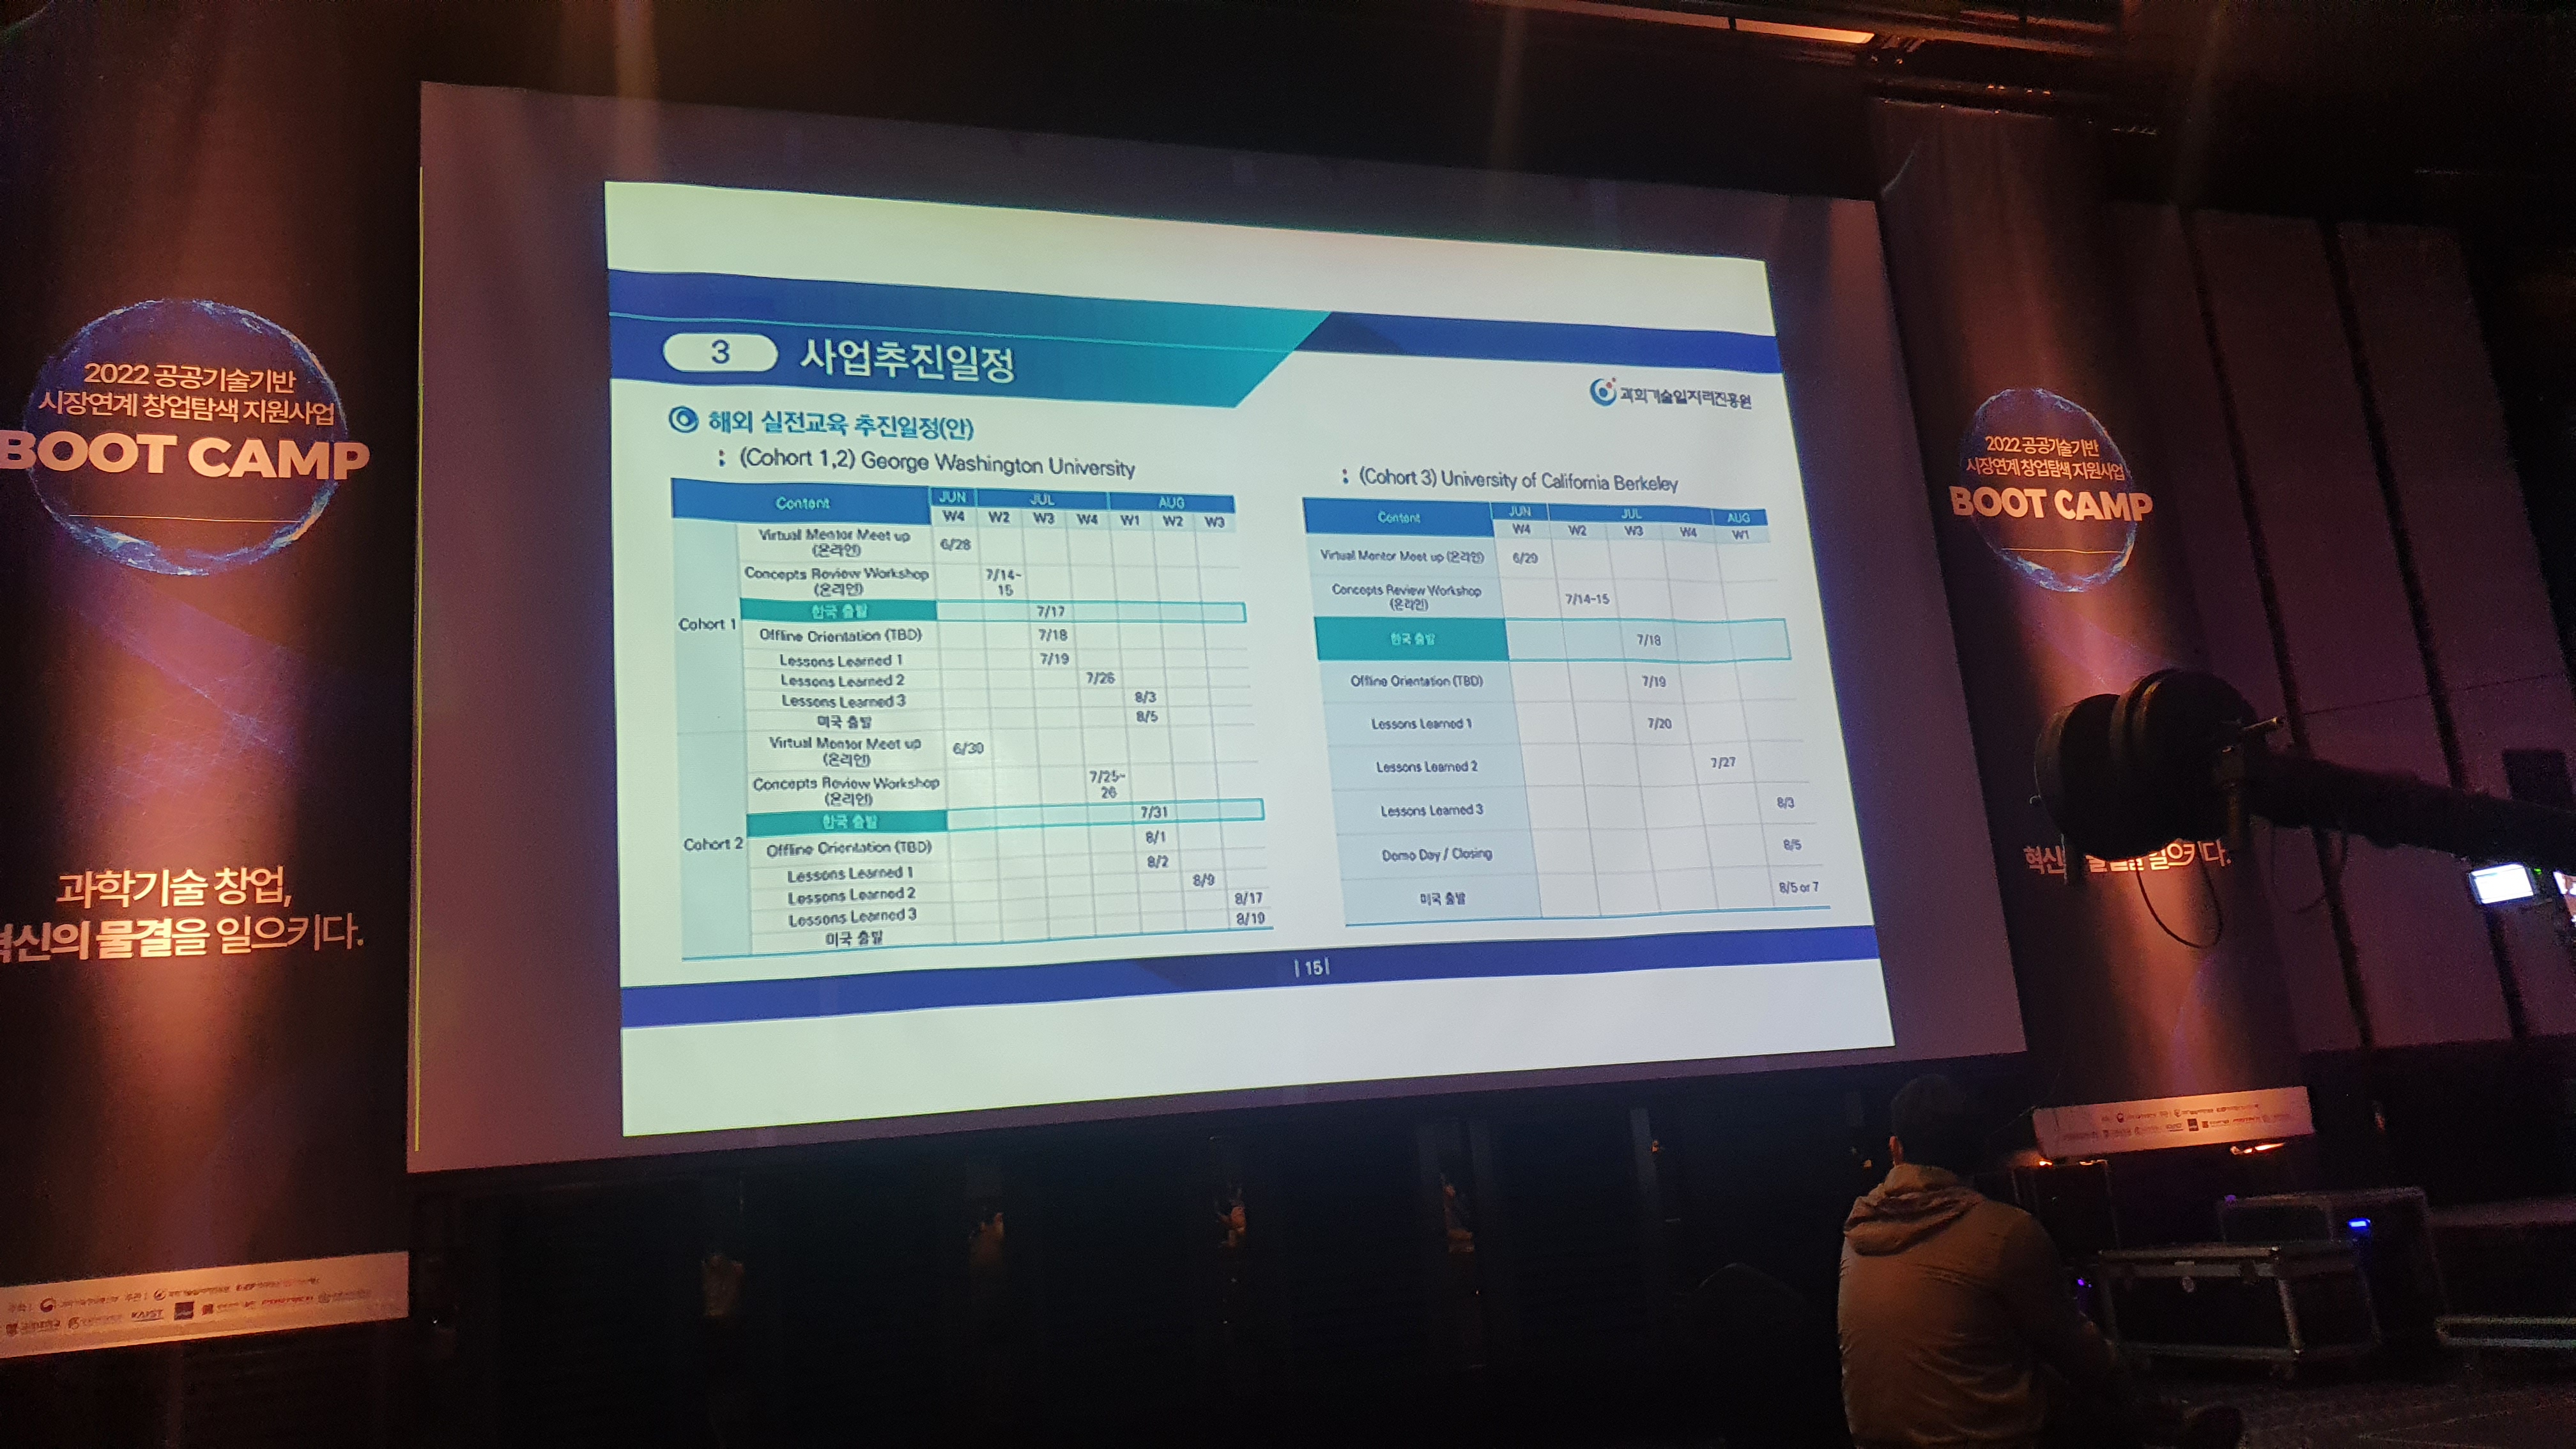 2022 공공기술기반
시장연계 창업탐색 지원사업
BOOT CAMP
과학기술 창업,
혁신의 물결을 일으키다.
KAIST
3 사업추진일정
과학기술일자리진흥원
해외 실전교육 추진일정(안)
: (Cohort 1,2) George Washington University
Content JUN JUL AUG
W4 W2 W3 W4 W1 W2 W3
Cohort 1
Virtual Mentor Meet up
(온라인) 6/28
Concepts Review Workshop
(온라인) 7/14-
15
한국 출발 7/17
Offline Orientation (TBD) 7/18
Lessons Learned 1 7/19
Lessons Learned 2 7/26
Lessons Learned 3 8/3
미국 출발 8/5
Cohort 2
Virtual Mentor Meet up
(온라인) 6/30
Concepts Review Workshop
(온라인) 7/25-
26
한국 출발 7/31
Offline Orientation (TBD) 8/1
Lessons Learned 1 8/2
Lessons Learned 2 8/9
Lessons Learned 3 8/17
미국 출발 8/19
: (Cohort 3) University of California Berkeley
Content JUN JUL AUG
W4 W2 W3 W4 W1
Virtual Mentor Meet up (온라인) 6/29
Concepts Review Workshop
(온라인) 7/14-15
한국 출발 7/18
Offline Orientation (TBD) 7/19
Lessons Learned 1 7/20
Lessons Learned 2 7/27
Lessons Learned 3 8/3
Demo Day / Closing 8/5
미국 출발 8/5 or 7
| 15 |
2022 공공기술기반
시장연계 창업탐색 지원사업
BOOT CAMP
혁신 물결을 일으키다.